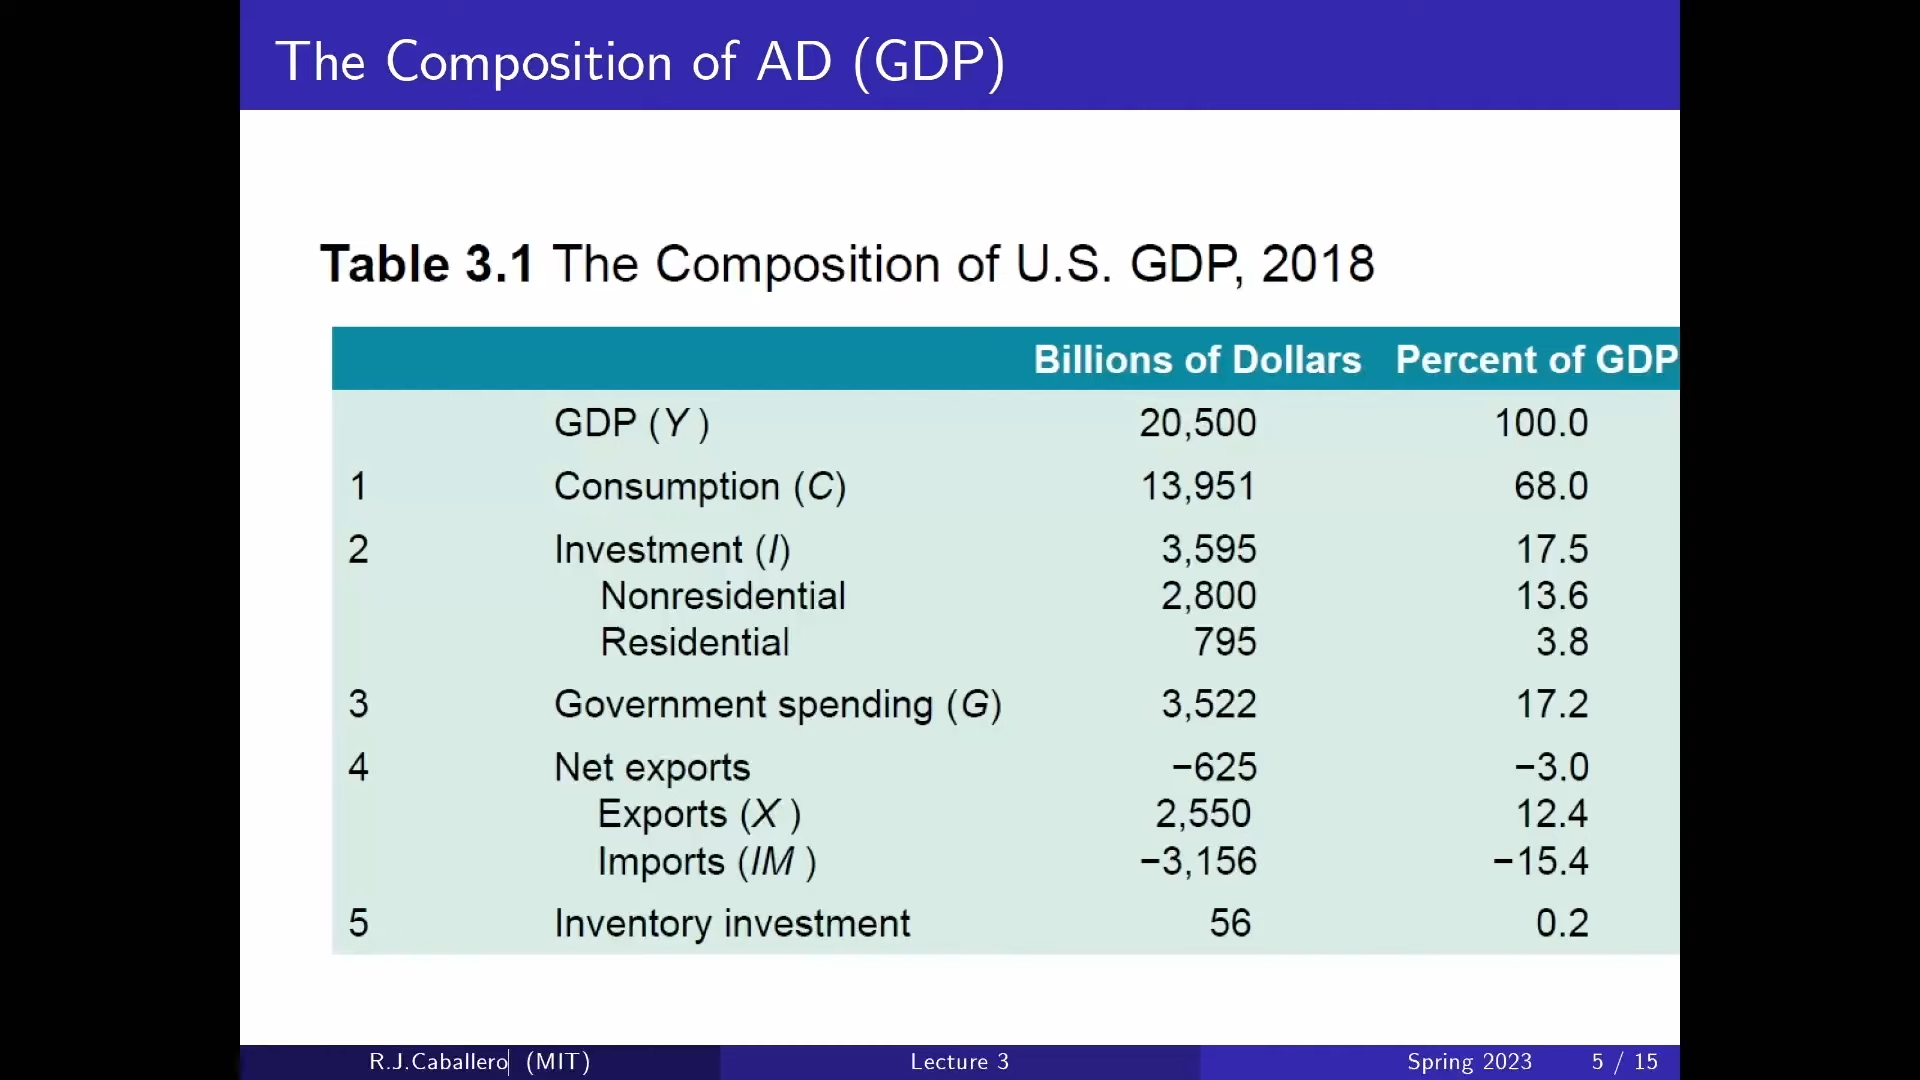 The Composition of AD (GDP)
Table 3.1 The Composition of U.S. GDP, 2018
Billions of Dollars Percent of GDP
GDP (Y ) 20,500 100.0
1 Consumption (C) 13,951 68.0
2 Investment (I) 3,595 17.5
Nonresidential 2,800 13.6
Residential 795 3.8
3 Government spending (G) 3,522 17.2
4 Net exports −625 −3.0
Exports (X ) 2,550 12.4
Imports (IM ) −3,156 −15.4
5 Inventory investment 56 0.2
R.J.Caballero (MIT) Lecture 3 Spring 2023 5 / 15